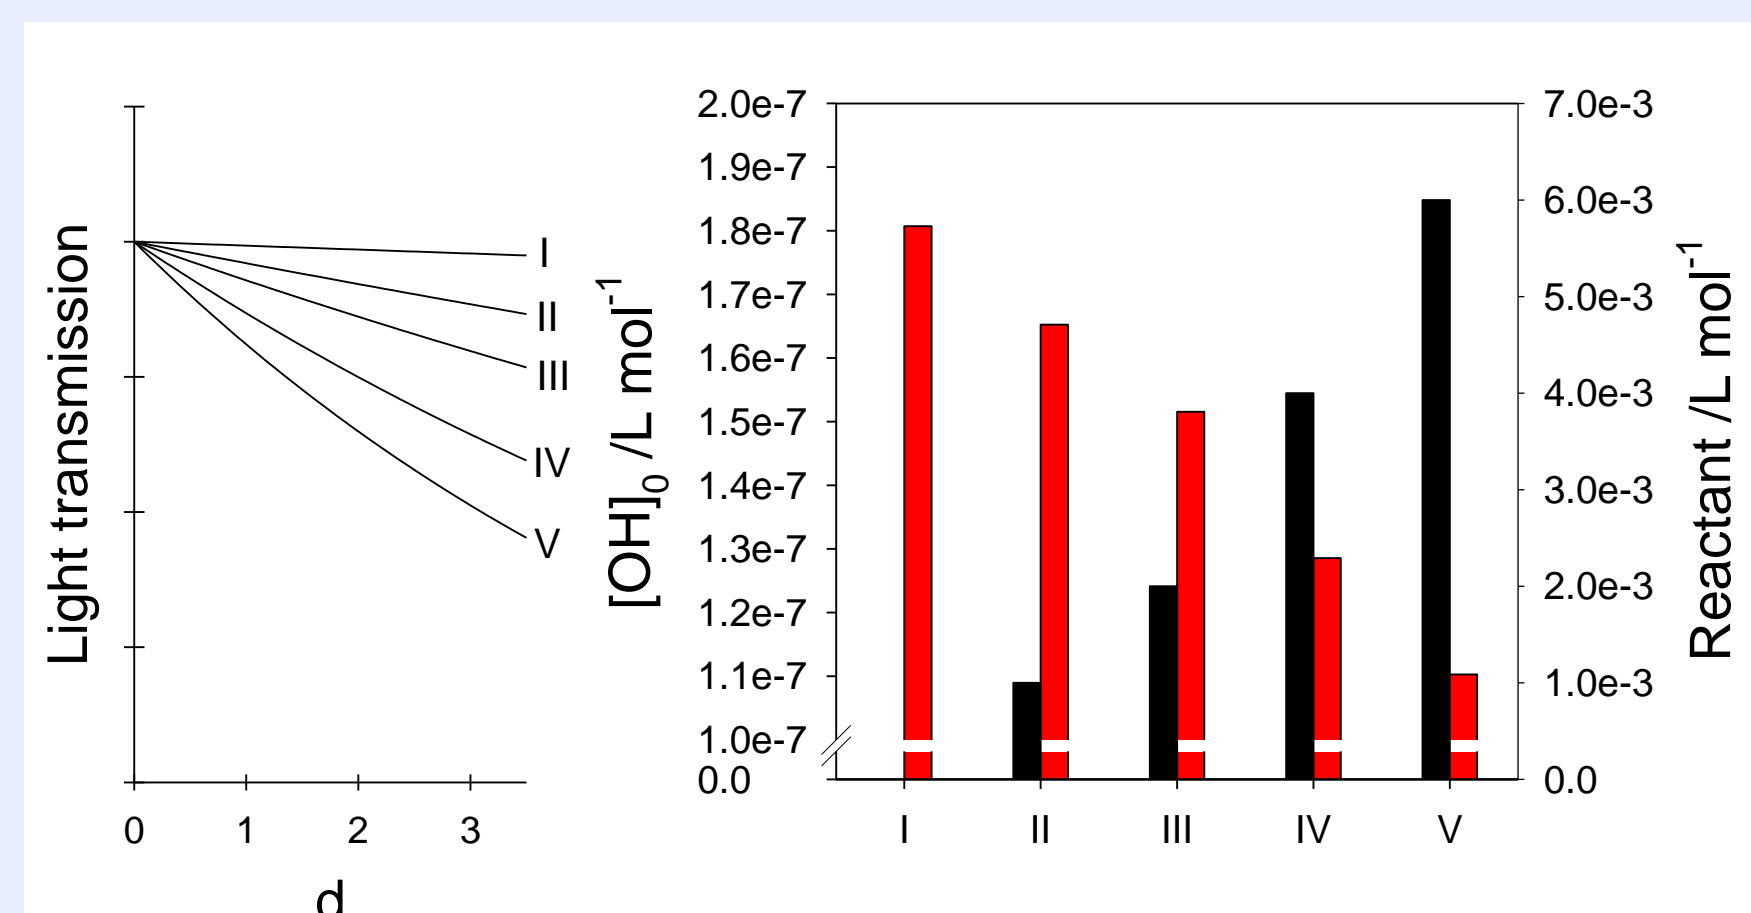 Light transmission
I
II
III
IV
V
0 1 2 3
d
[OH]0 /L mol-1
2.0e-7
1.9e-7
1.8e-7
1.7e-7
1.6e-7
1.5e-7
1.4e-7
1.3e-7
1.2e-7
1.1e-7
1.0e-7
0.0
I II III IV V
7.0e-3
6.0e-3
5.0e-3
4.0e-3
3.0e-3
2.0e-3
1.0e-3
0.0
Reactant /L mol-1